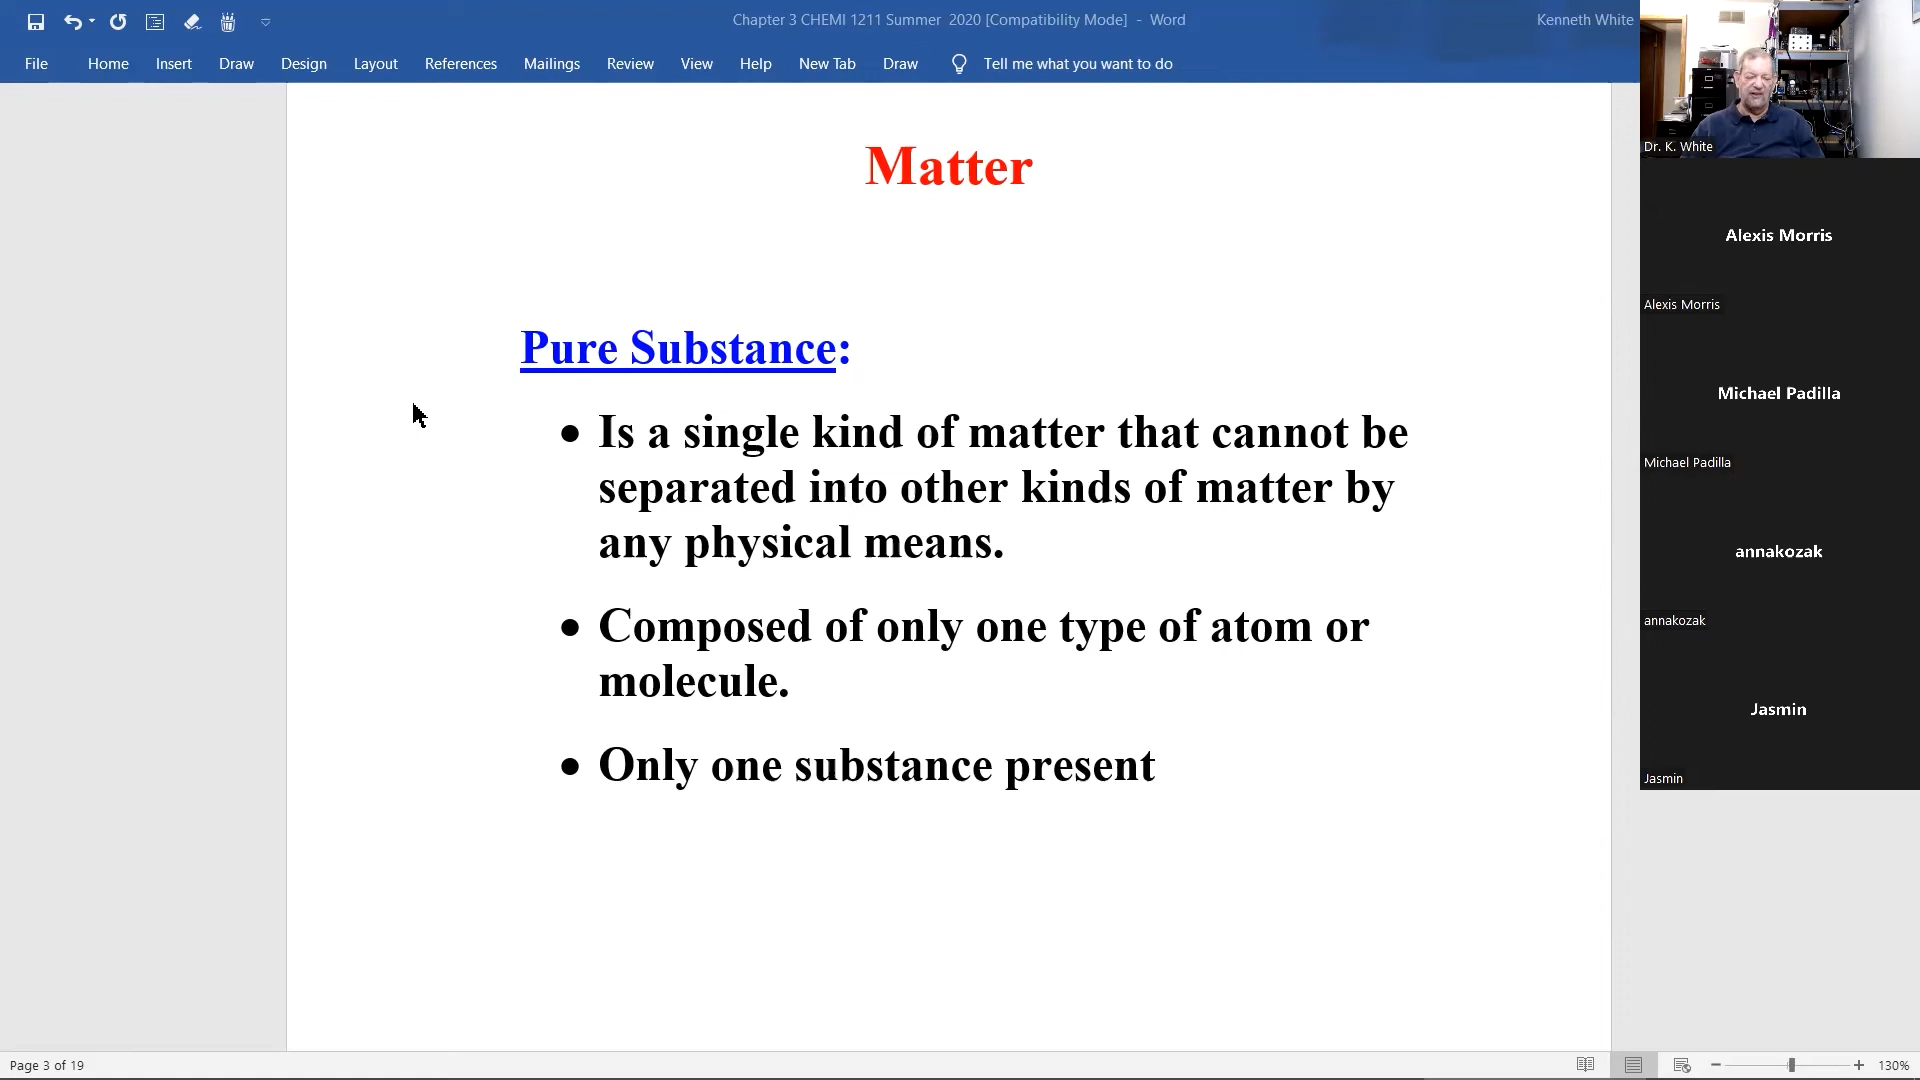 Chapter 3 CHEMI 1211 Summer 2020 [Compatibility Mode] - Word
Kenneth White
File Home Insert Draw Design Layout References Mailings Review View Help New Tab Draw Tell me what you want to do
Dr. K. White
Matter
Pure Substance:
• Is a single kind of matter that cannot be
separated into other kinds of matter by
any physical means.
• Composed of only one type of atom or
molecule.
• Only one substance present
Alexis Morris
Alexis Morris
Michael Padilla
Michael Padilla
annakozak
annakozak
Jasmin
Jasmin
Page 3 of 19
130%